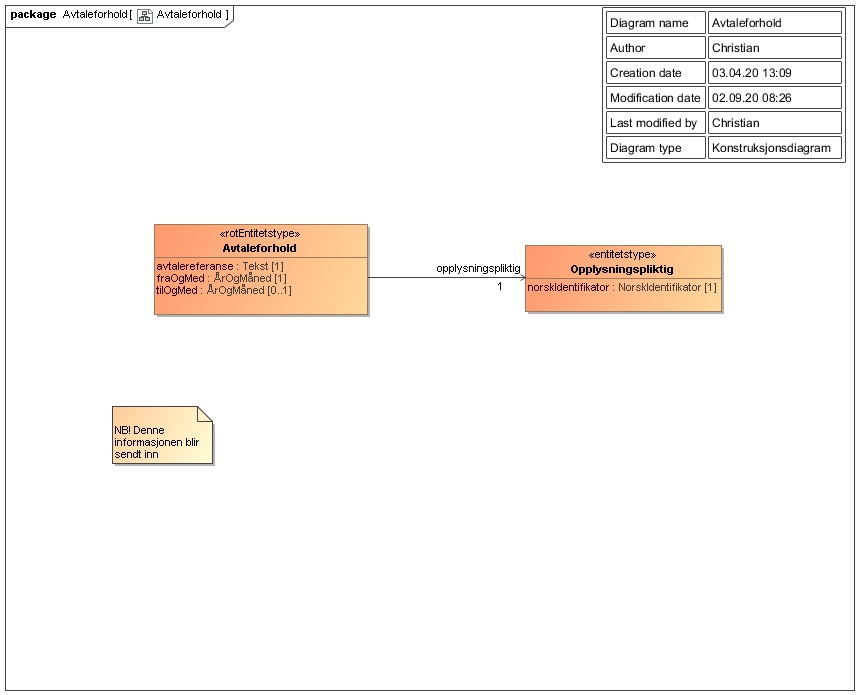 package Avtaleforhold [ Avtaleforhold ]
Diagram name Avtaleforhold
Author Christian
Creation date 03.04.20 13:09
Modification date 02.09.20 08:26
Last modified by Christian
Diagram type Konstruksjonsdiagram
«rotEntitetstype»
Avtaleforhold
avtalereferanse : Tekst [1]
fraOgMed : ÅrOgMåned [1]
tilOgMed : ÅrOgMåned [0..1]
opplysningspliktig
1
«entitetstype»
Opplysningspliktig
norskIdentifikator : NorskIdentifikator [1]
NB! Denne
informasjonen blir
sendt inn